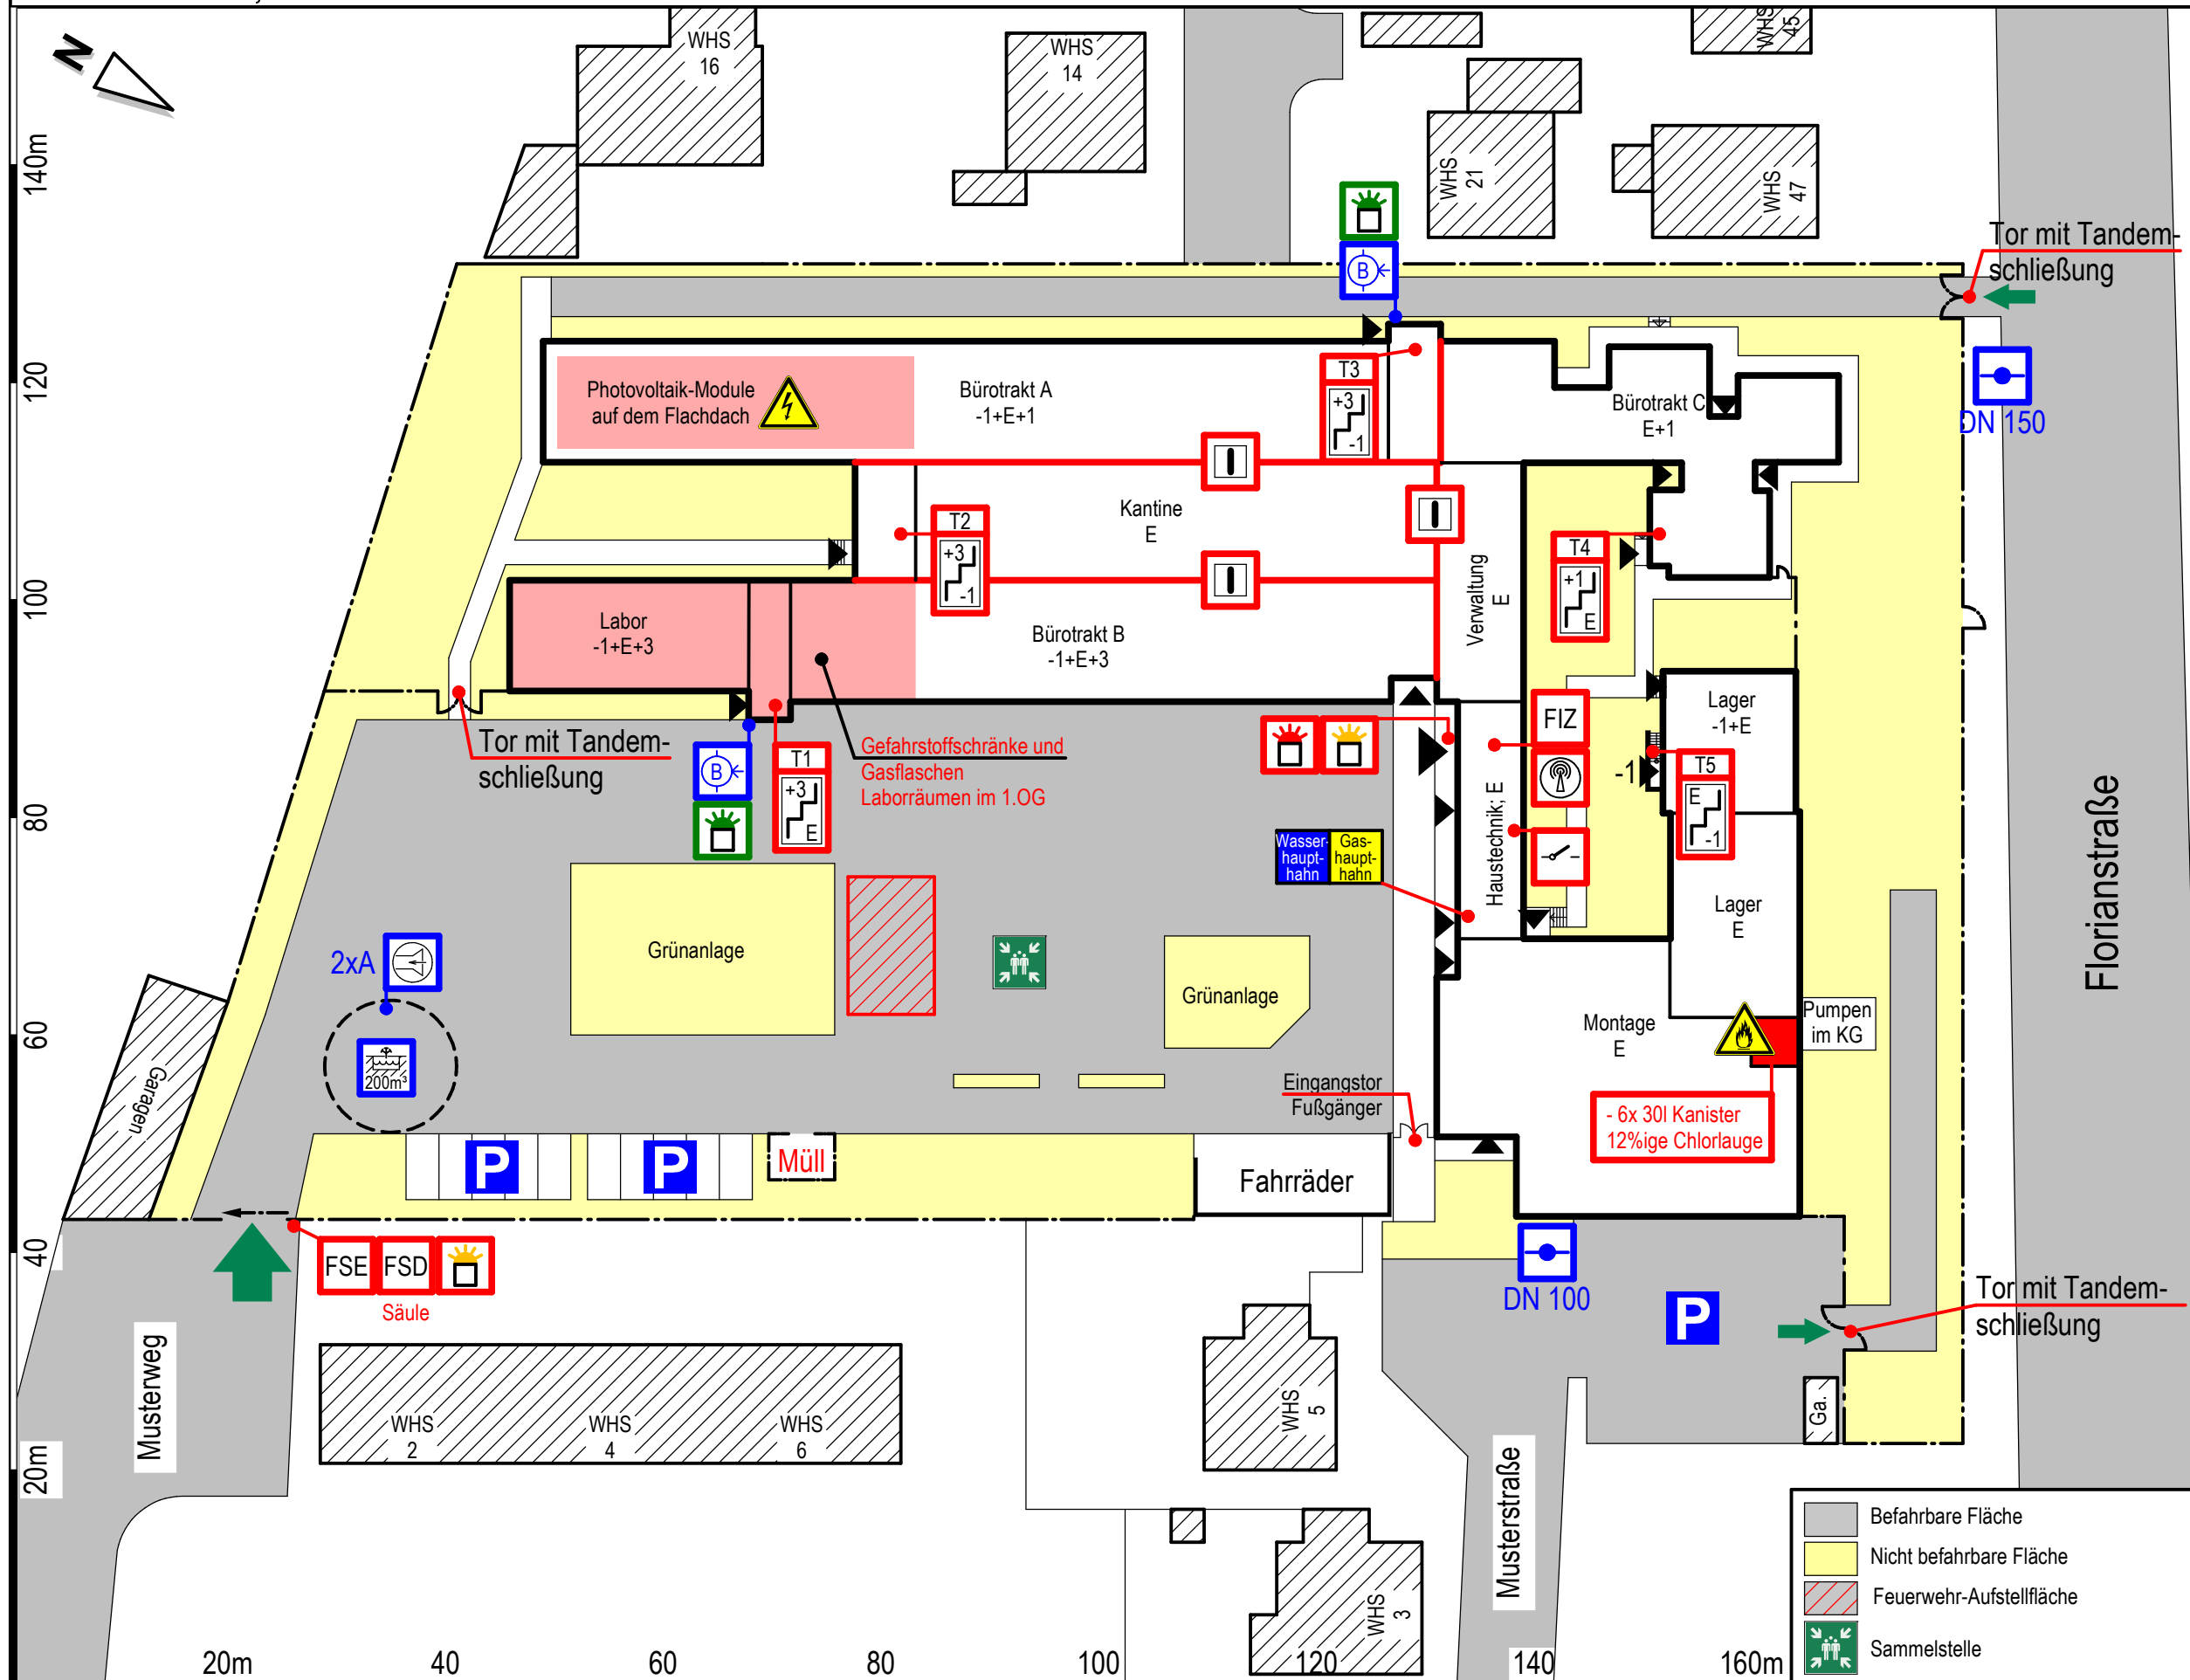 N
WHS
16
WHS
14
WHS
45
WHS
21
WHS
47
140m
120
100
80
60
40
20m
Tor mit Tandem-
schließung
B
DN 150
Photovoltaik-Module
auf dem Flachdach
Bürotrakt A
-1+E+1
T3
+3
-1
Bürotrakt C
E+1
Kantine
E
T2
+3
-1
Verwaltung
E
T4
+1
E
Labor
-1+E+3
Bürotrakt B
-1+E+3
Lager
-1+E
FIZ
Tor mit Tandem-
schließung
B
T1
+3
E
Gefahrstoffschränke und
Gasflaschen
Laborräumen im 1.OG
-1
T5
E
-1
Haustechnik; E
Wasser-
haupt-
hahn
Gas-
haupt-
hahn
Florianstraße
Lager
E
2xA
200m³
Grünanlage
Grünanlage
Montage
E
Pumpen
im KG
Garagen
Eingangstor
Fußgänger
- 6x 30l Kanister
12%ige Chlorlauge
P
P
Müll
Fahrräder
FSE
FSD
Säule
DN 100
P
Tor mit Tandem-
schließung
Musterweg
WHS
2
WHS
4
WHS
6
WHS
5
Ga.
Musterstraße
WHS
3
20m
40
60
80
100
120
140
160m
Befahrbare Fläche
Nicht befahrbare Fläche
Feuerwehr-Aufstellfläche
Sammelstelle